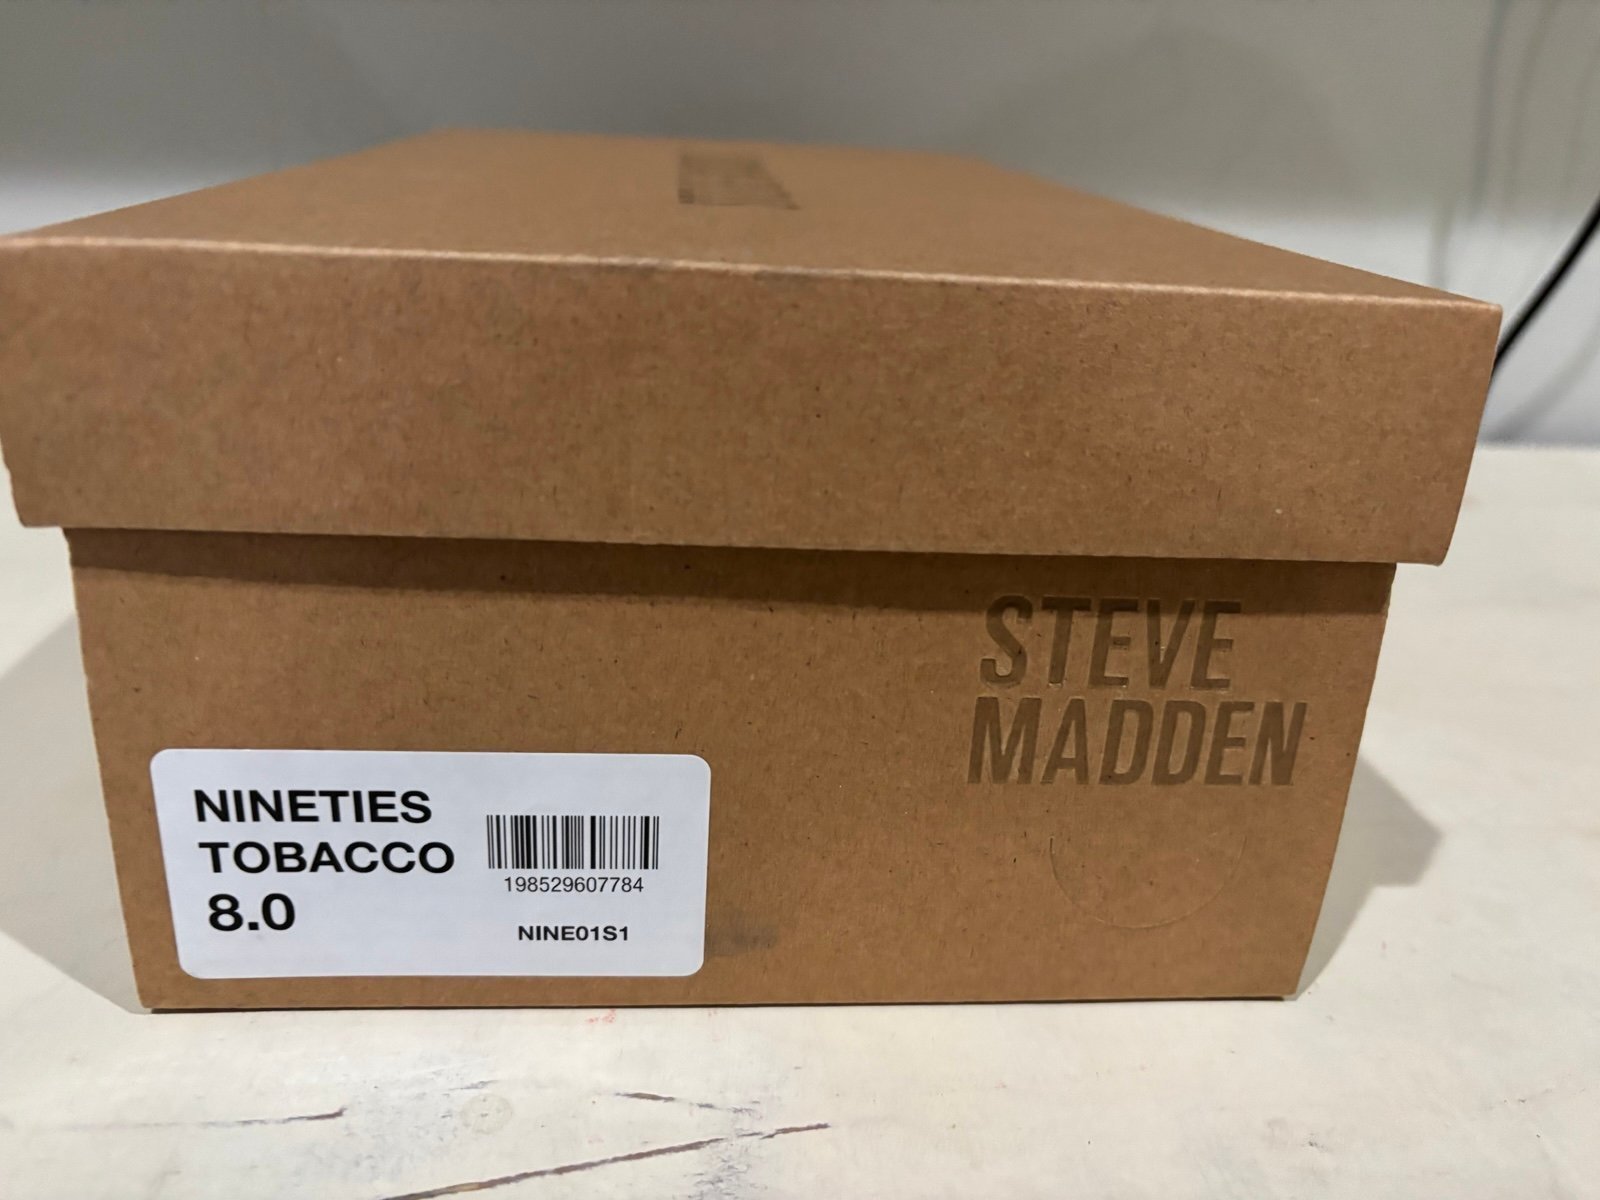 STEVE
MADDEN
NINETIES
TOBACCO
8.0
198529607784
NINE01S1